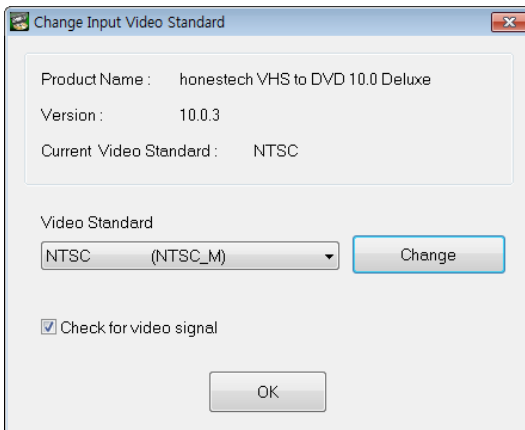 Change Input Video Standard
Product Name : honestech VHS to DVD 10.0 Deluxe
Version : 10.0.3
Current Video Standard : NTSC
Video Standard
NTSC (NTSC_M) Change
Check for video signal
OK